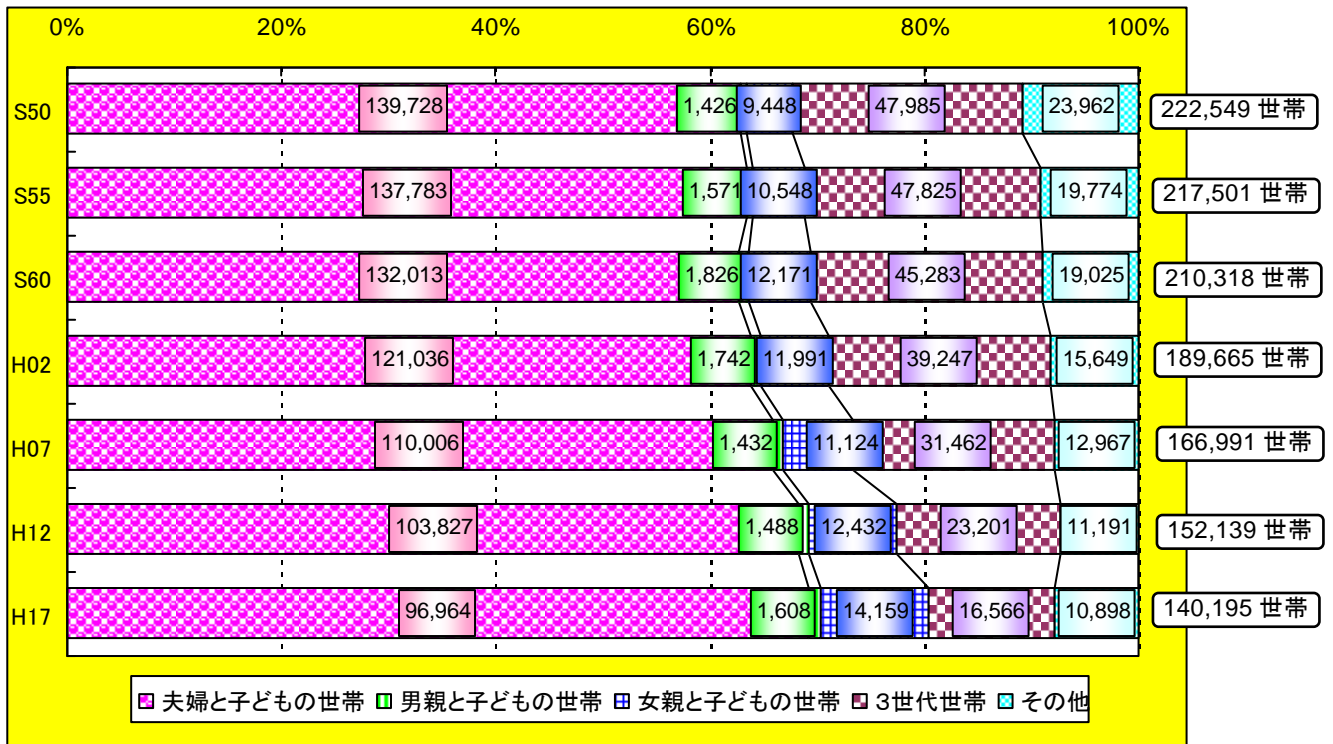 0% 20% 40% 60% 80% 100%
S50 139,728 1,426 9,448 47,985 23,962 222,549 世帯
S55 137,783 1,571 10,548 47,825 19,774 217,501 世帯
S60 132,013 1,826 12,171 45,283 19,025 210,318 世帯
H02 121,036 1,742 11,991 39,247 15,649 189,665 世帯
H07 110,006 1,432 11,124 31,462 12,967 166,991 世帯
H12 103,827 1,488 12,432 23,201 11,191 152,139 世帯
H17 96,964 1,608 14,159 16,566 10,898 140,195 世帯
夫婦と子どもの世帯 男親と子どもの世帯 女親と子どもの世帯 3世代世帯 その他